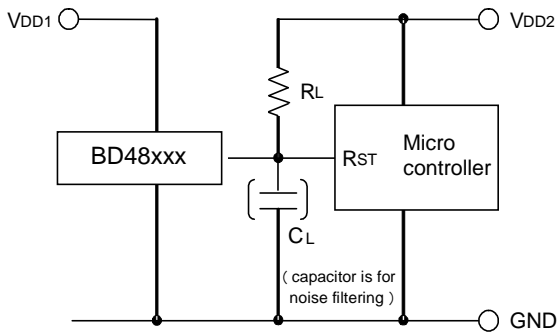 VDD1
VDD2
RL
BD48xxx
RST
Micro
controller
CL
( capacitor is for
noise filtering )
GND